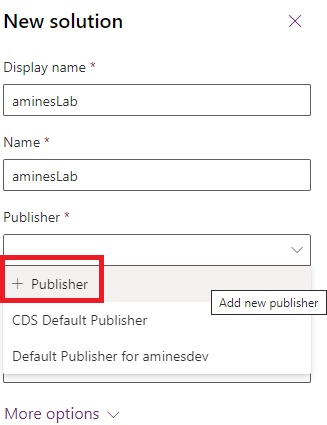 New solution
Display name *
aminesLab
Name *
aminesLab
Publisher *
+ Publisher
Add new publisher
CDS Default Publisher
Default Publisher for aminesdev
More options